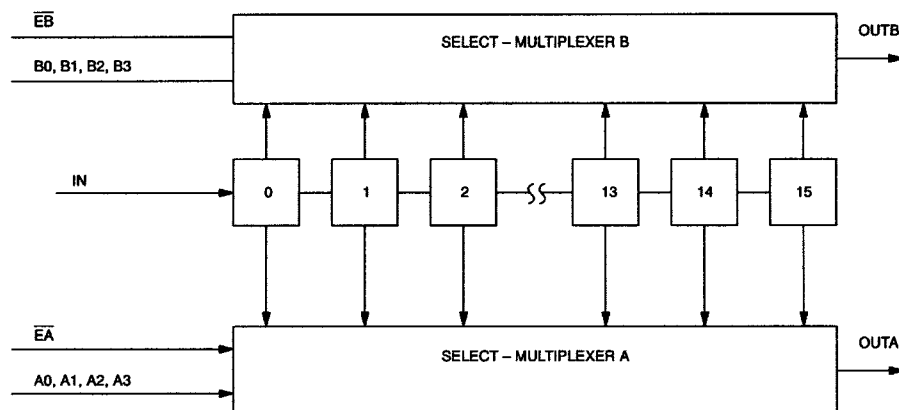 EB
SELECT – MULTIPLEXER B
OUTB
B0, B1, B2, B3
IN
0
1
2
13
14
15
EA
SELECT – MULTIPLEXER A
OUTA
A0, A1, A2, A3